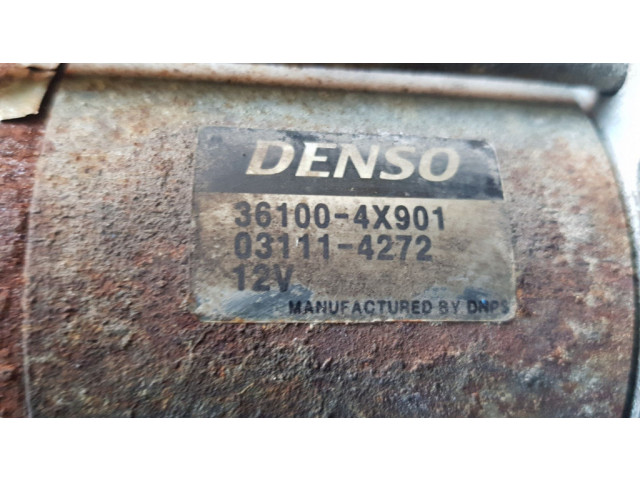 DENSO
36100-4X901
03111-4272
12V
MANUFACTURED BY DNPS